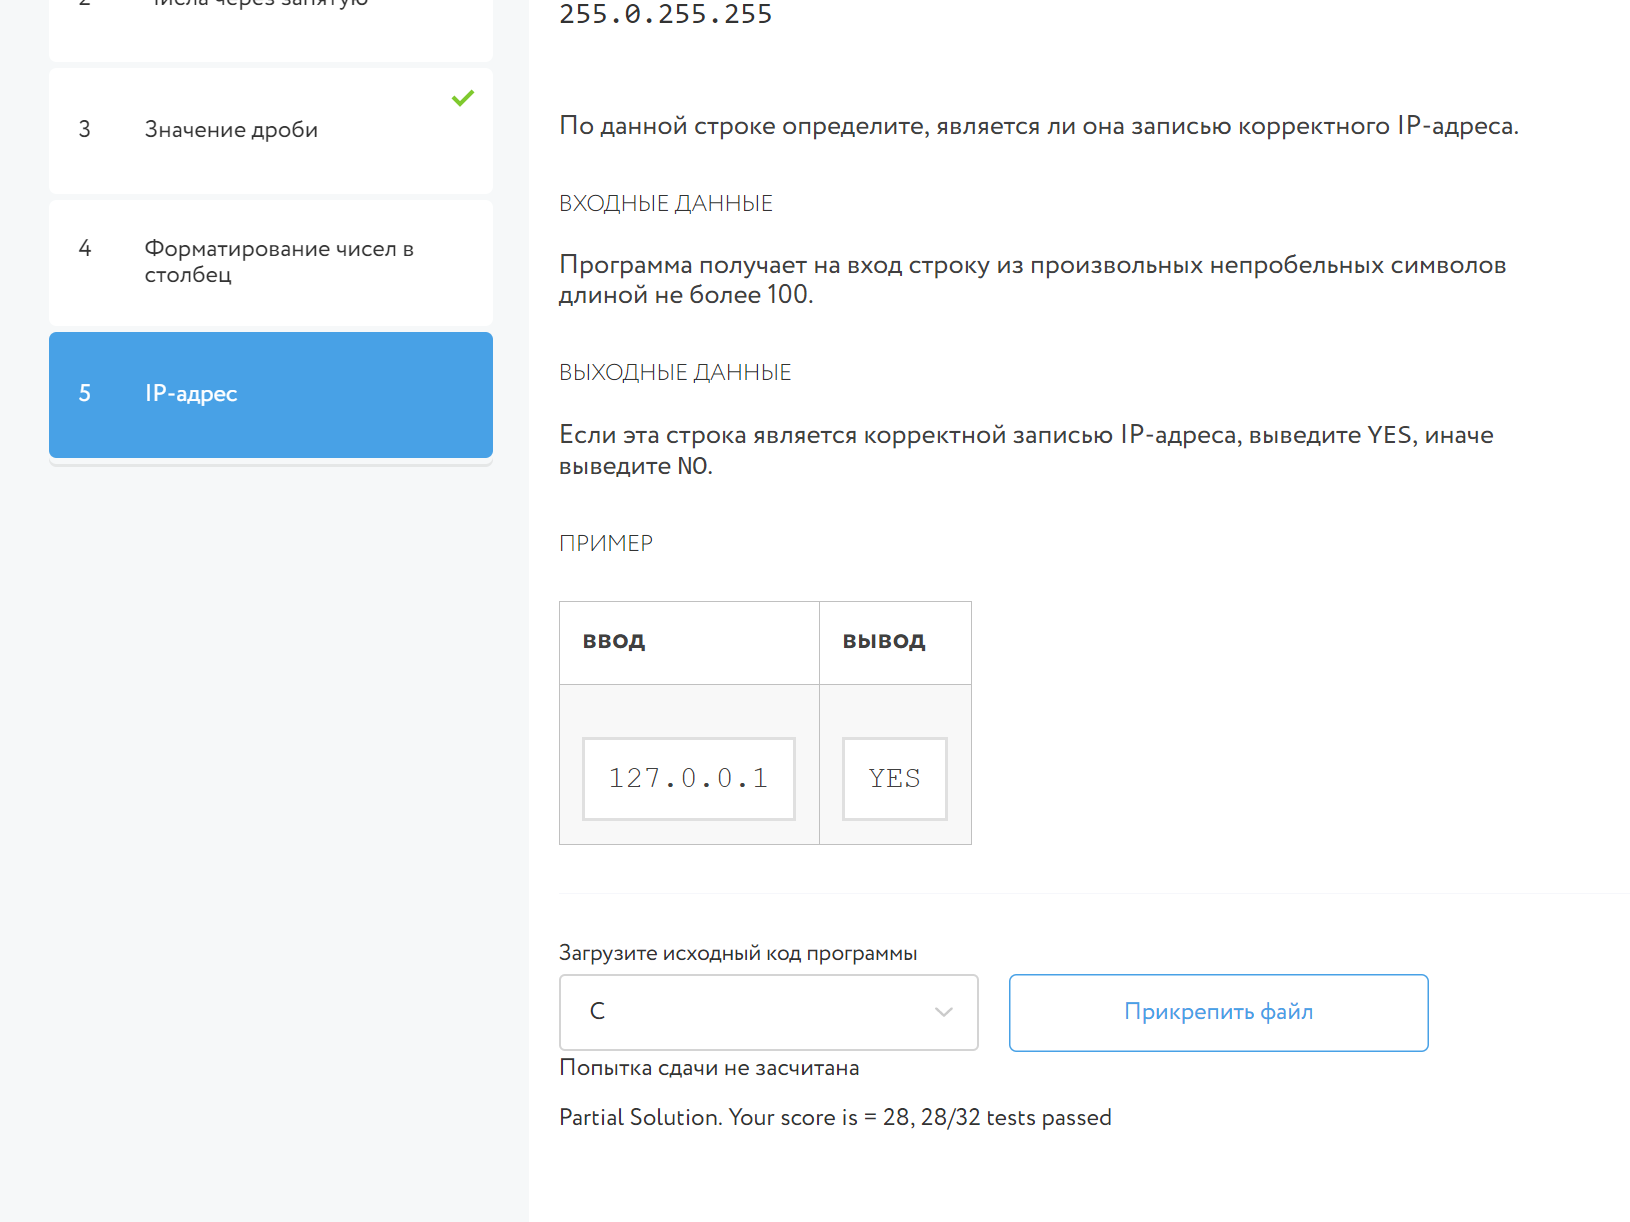 2 Числа через запятую
255.0.255.255
3 Значение дроби
По данной строке определите, является ли она записью корректного IP-адреса.
ВХОДНЫЕ ДАННЫЕ
4 Форматирование чисел в
столбец
Программа получает на вход строку из произвольных непробельных символов
длиной не более 100.
ВЫХОДНЫЕ ДАННЫЕ
5 IP-адрес
Если эта строка является корректной записью IP-адреса, выведите YES, иначе
выведите NO.
ПРИМЕР
ВВОД ВЫВОД
127.0.0.1 YES
Загрузите исходный код программы
C Прикрепить файл
Попытка сдачи не засчитана
Partial Solution. Your score is = 28, 28/32 tests passed